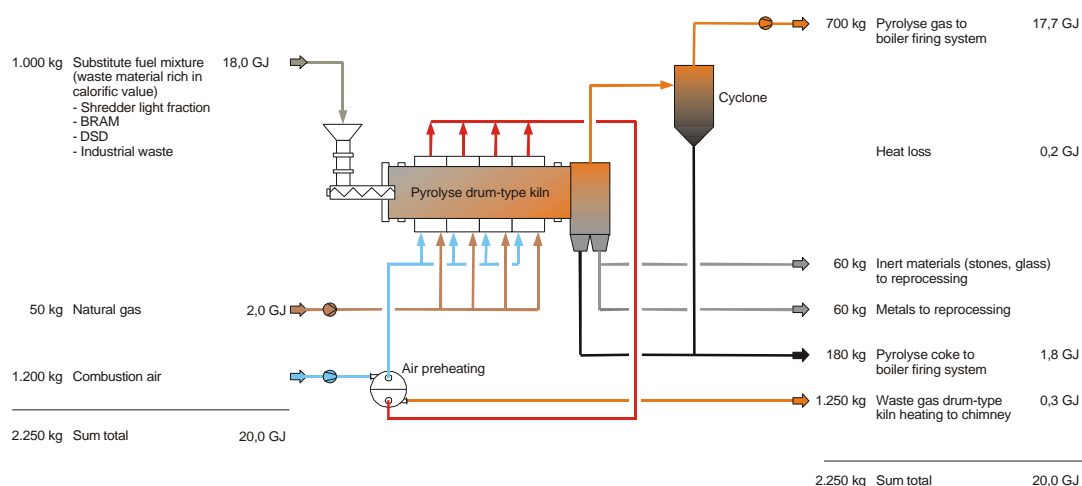 1.000 kg Substitute fuel mixture 18,0 GJ
(waste material rich in
calorific value)
- Shredder light fraction
- BRAM
- DSD
- Industrial waste
50 kg Natural gas 2,0 GJ
1.200 kg Combustion air
2.250 kg Sum total 20,0 GJ
Pyrolyse drum-type kiln
Air preheating
Cyclone
700 kg Pyrolyse gas to 17,7 GJ
boiler firing system
Heat loss 0,2 GJ
60 kg Inert materials (stones, glass)
to reprocessing
60 kg Metals to reprocessing
180 kg Pyrolyse coke to 1,8 GJ
boiler firing system
1.250 kg Waste gas drum-type 0,3 GJ
kiln heating to chimney
2.250 kg Sum total 20,0 GJ